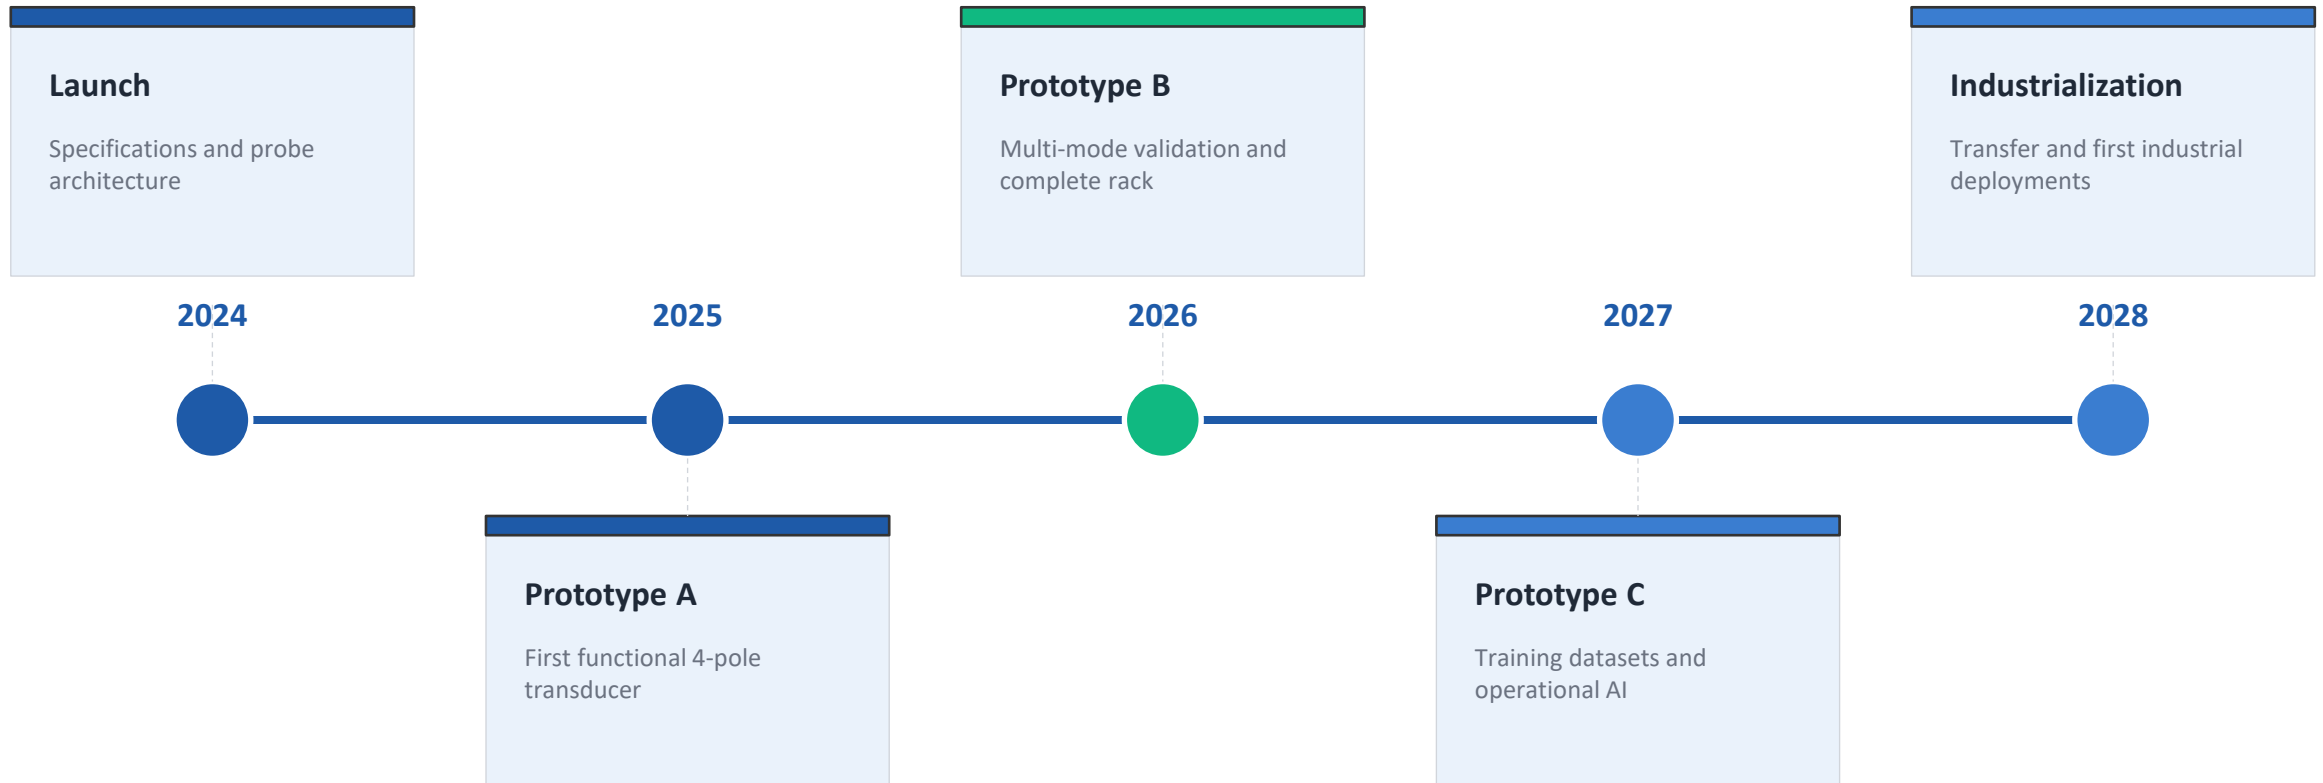 Launch
Specifications and probe
architecture
Prototype B
Multi-mode validation and
complete rack
Industrialization
Transfer and first industrial
deployments
2024
2025
2026
2027
2028
Prototype A
First functional 4-pole
transducer
Prototype C
Training datasets and
operational AI